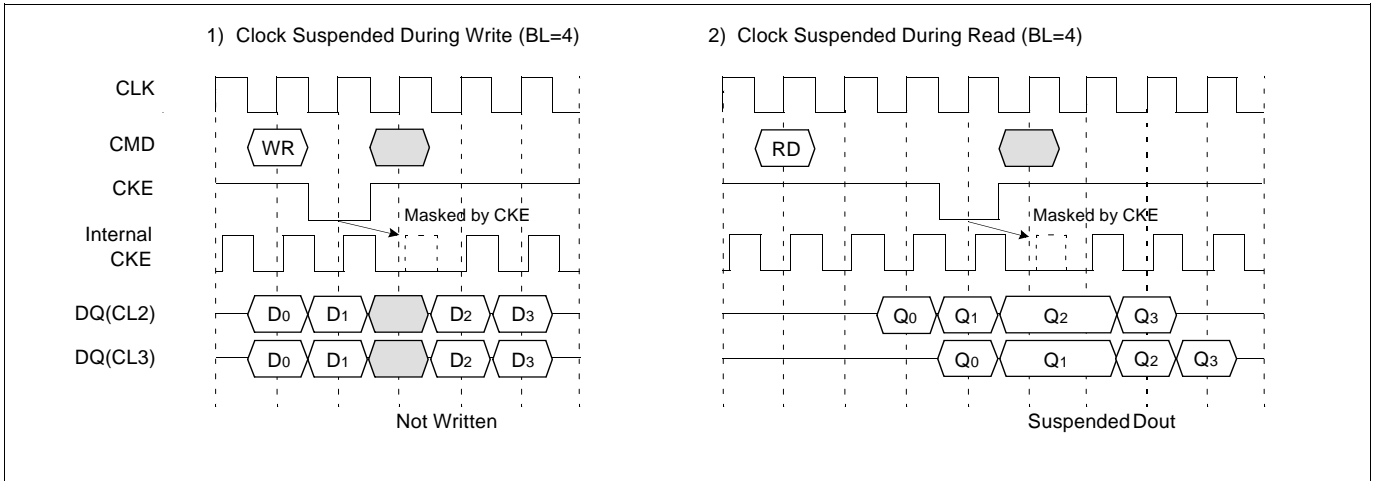 1) Clock Suspended During Write (BL=4)
2) Clock Suspended During Read (BL=4)
CLK
CMD WR RD
CKE
Masked by CKE Masked by CKE
Internal
CKE
DQ(CL2) D0 D1 D2 D3 Q0 Q1 Q2 Q3
DQ(CL3) D0 D1 D2 D3 Q0 Q1 Q2 Q3
Not Written Suspended Dout